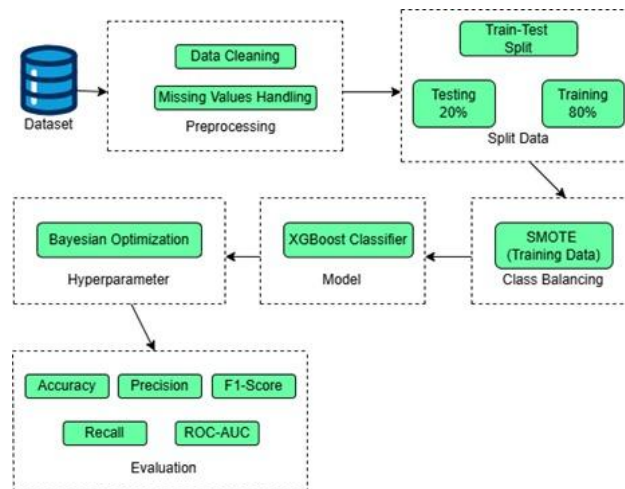 Dataset
Data Cleaning
Missing Values Handling
Preprocessing
Train-Test
Split
Testing
20%
Training
80%
Split Data
Bayesian Optimization
Hyperparameter
XGBoost Classifier
Model
SMOTE
(Training Data)
Class Balancing
Accuracy
Precision
F1-Score
Recall
ROC-AUC
Evaluation